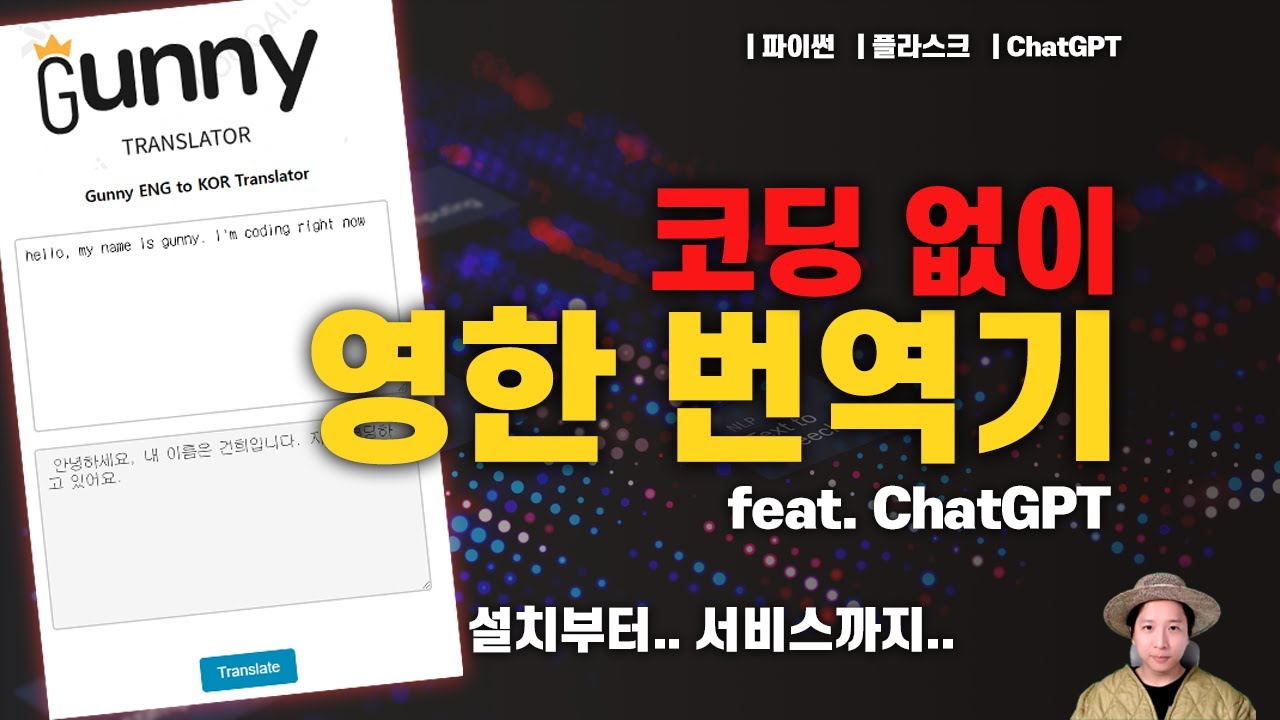 Gunny
TRANSLATOR
Gunny ENG to KOR Translator
hello, my name is gunny. i'm coding right now
안녕하세요, 내 이름은 건희입니다.
고 있어요.
Translate
| 파이썬 | 플라스크 | ChatGPT
코딩 없이
영한 번역기
feat. ChatGPT
설치부터.. 서비스까지..
NLP